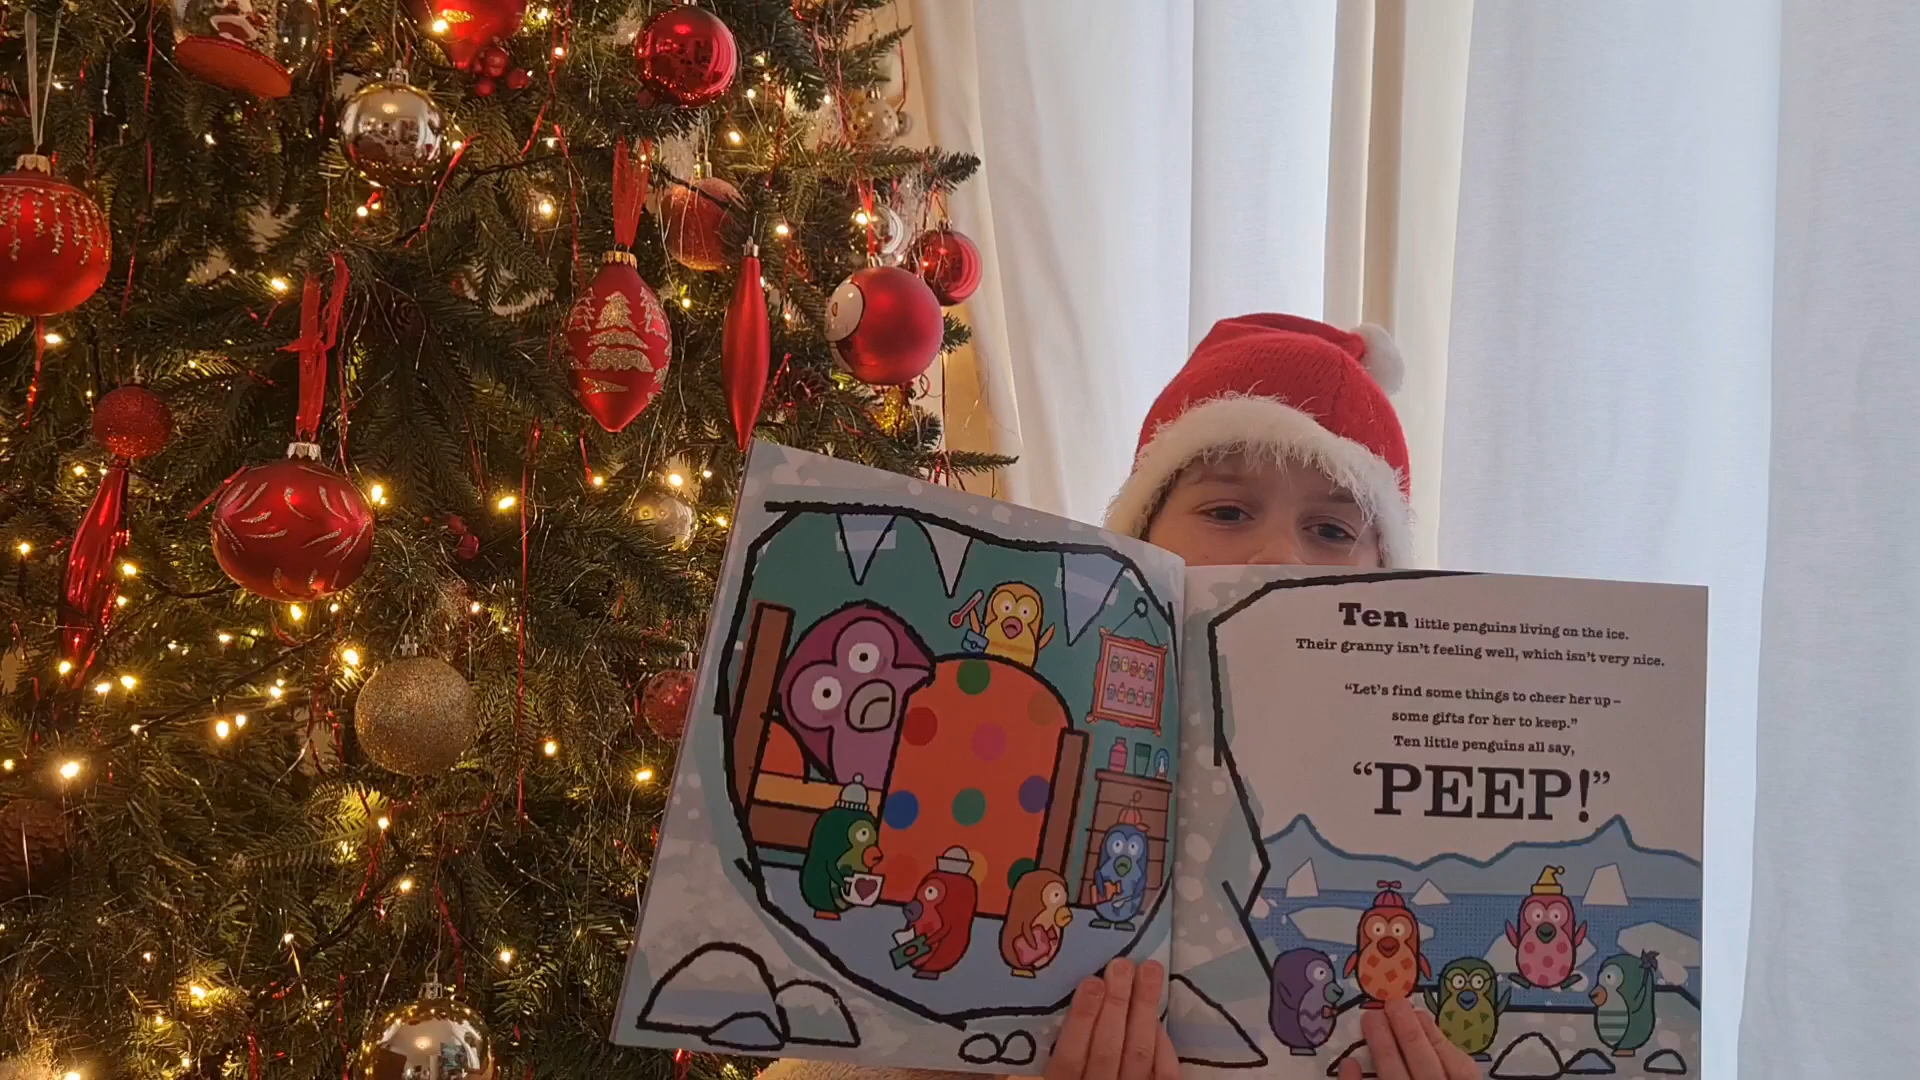 Ten little penguins living on the ice.
Their granny isn't feeling well, which isn't very nice.
“Let's find some things to cheer her up –
some gifts for her to keep.”
Ten little penguins all say,
“PEEP!”